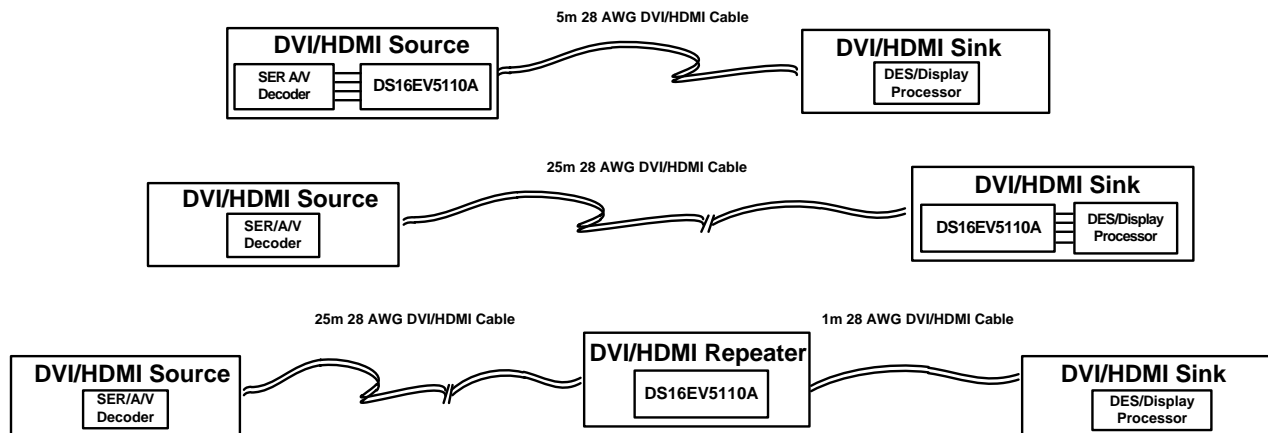 5m 28 AWG DVI/HDMI Cable
DVI/HDMI Source
SER A/V
Decoder
DS16EV5110A
DVI/HDMI Sink
DES/Display
Processor
25m 28 AWG DVI/HDMI Cable
DVI/HDMI Source
SER/A/V
Decoder
DVI/HDMI Sink
DS16EV5110A
DES/Display
Processor
25m 28 AWG DVI/HDMI Cable
1m 28 AWG DVI/HDMI Cable
DVI/HDMI Source
SER/A/V
Decoder
DVI/HDMI Repeater
DS16EV5110A
DVI/HDMI Sink
DES/Display
Processor